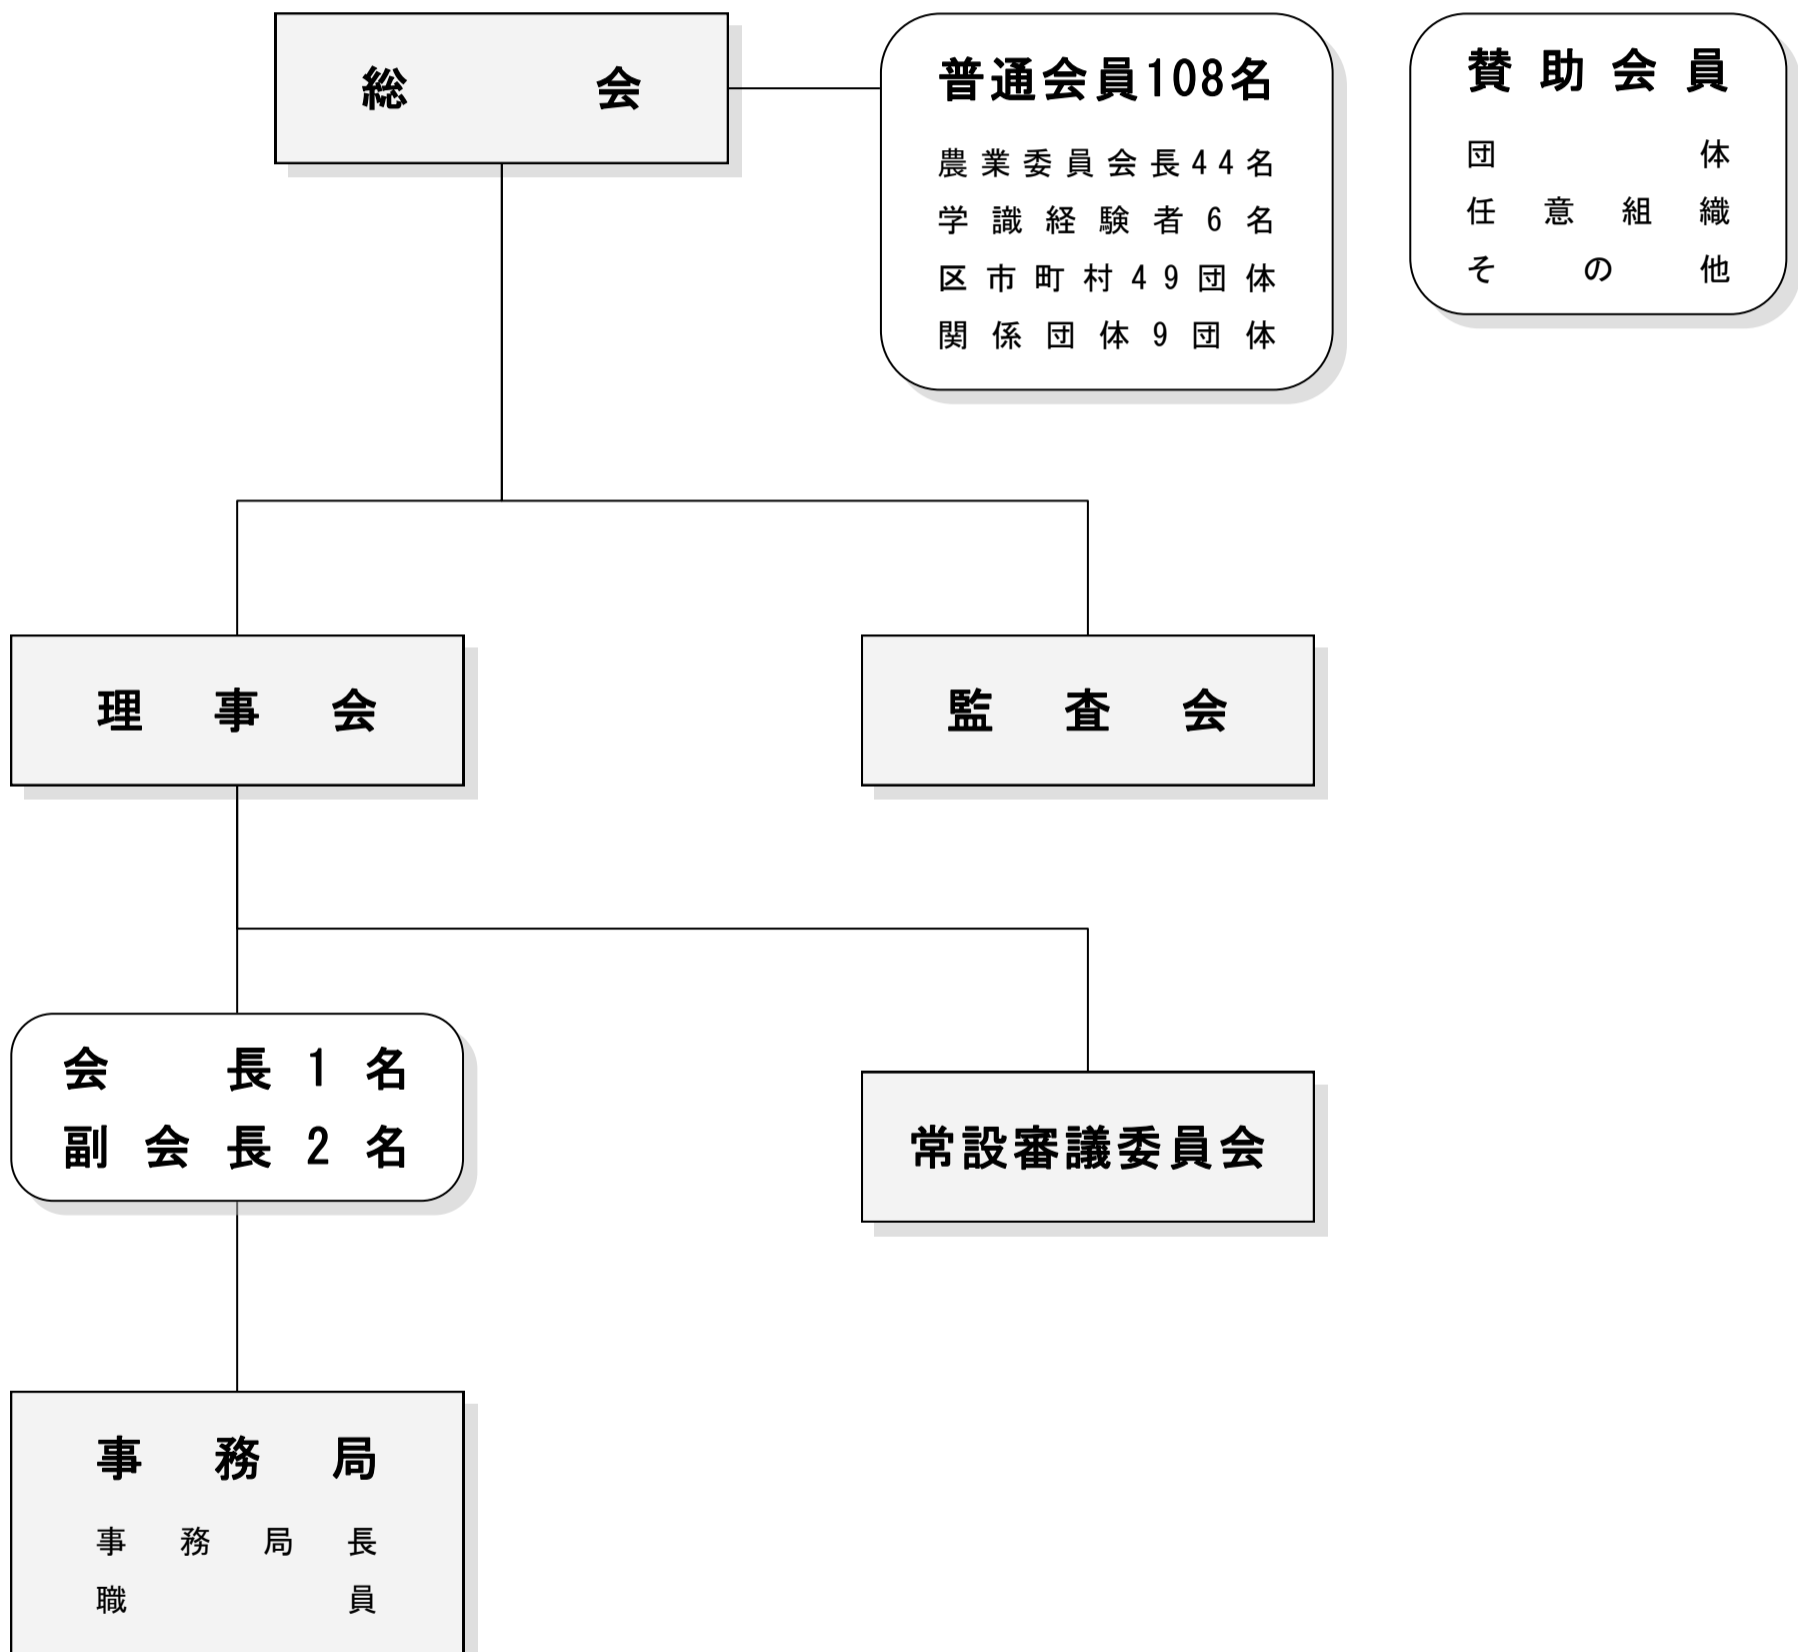 総会
普通会員108名
農業委員会長44名
学識経験者6名
区市町村49団体
関係団体9団体
賛助会員
団体
任意組織
その他
理事会
監査会
会長1名
副会長2名
常設審議委員会
事務局
事務局長
職員